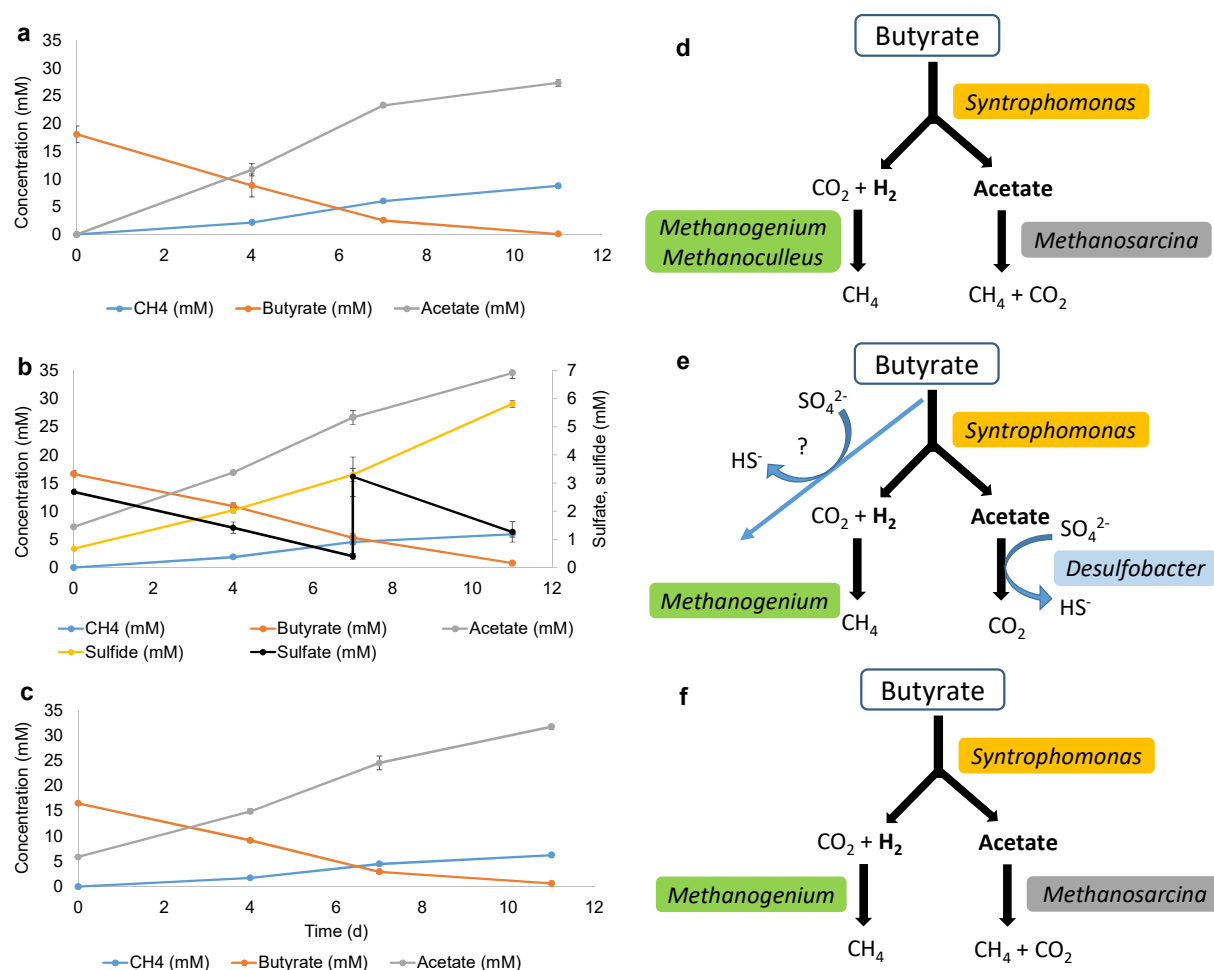 a
Concentration (mM)
35
30
25
20
15
10
5
0
0 2 4 6 8 10 12
CH4 (mM) Butyrate (mM) Acetate (mM)
b
Concentration (mM)
35
30
25
20
15
10
5
0
7
6
5
4
3
2
1
0
Sulfate, sulfide (mM)
0 2 4 6 8 10 12
CH4 (mM) Butyrate (mM) Acetate (mM)
Sulfide (mM) Sulfate (mM)
c
Concentration (mM)
35
30
25
20
15
10
5
0
0 2 4 6 8 10 12
Time (d)
CH4 (mM) Butyrate (mM) Acetate (mM)
d
Butyrate
Syntrophomonas
CO₂ + H₂ Acetate
Methanogenium
Methanoculleus
Methanosarcina
CH₄ CH₄ + CO₂
e
Butyrate
SO₄²⁻
Syntrophomonas
?
HS⁻
CO₂ + H₂ Acetate
SO₄²⁻
Desulfobacter
Methanogenium
HS⁻
CH₄ CO₂
f
Butyrate
Syntrophomonas
CO₂ + H₂ Acetate
Methanogenium Methanosarcina
CH₄ CH₄ + CO₂